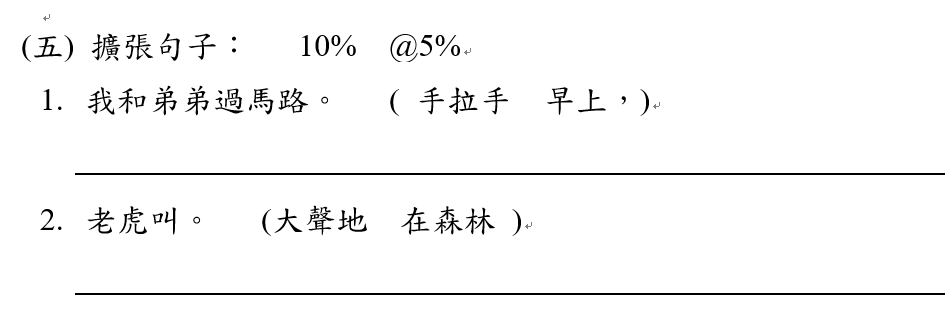 (五) 擴張句子： 10% @5%
1. 我和弟弟過馬路。 ( 手拉手 早上，)
2. 老虎叫。 (大聲地 在森林 )